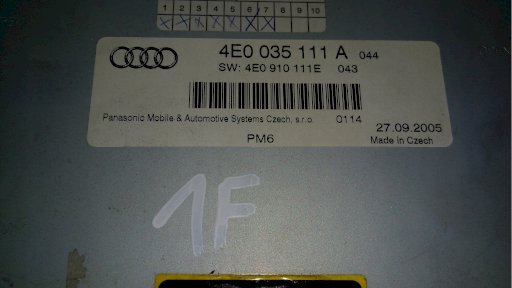 1 2 3 4 5 6 7 8 9 10
X X X X X X X
4E0 035 111 A 044
SW: 4E0 910 111E 043
Panasonic Mobile & Automotive Systems Czech, s.r.o. 0114
27.09.2005
PM6
Made in Czech
1F